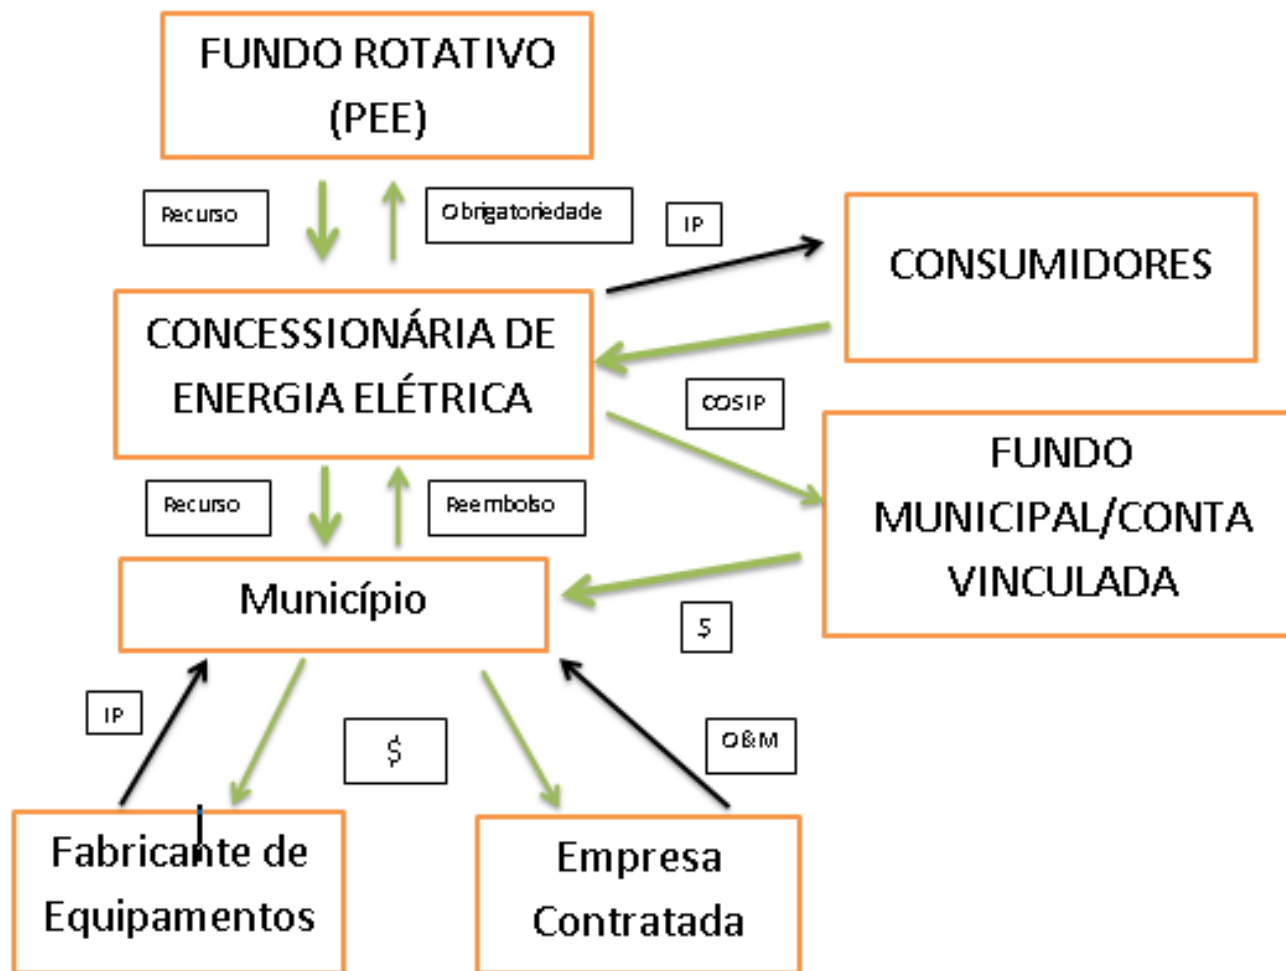 FUNDO ROTATIVO
(PEE)
Recurso
Obrigatoriedade
IP
CONSUMIDORES
CONCESSIONÁRIA DE
ENERGIA ELÉTRICA
COSIP
FUNDO
MUNICIPAL/CONTA
VINCULADA
Recurso
Reembolso
Município
$
IP
$
O&M
Fabricante de
Equipamentos
Empresa
Contratada